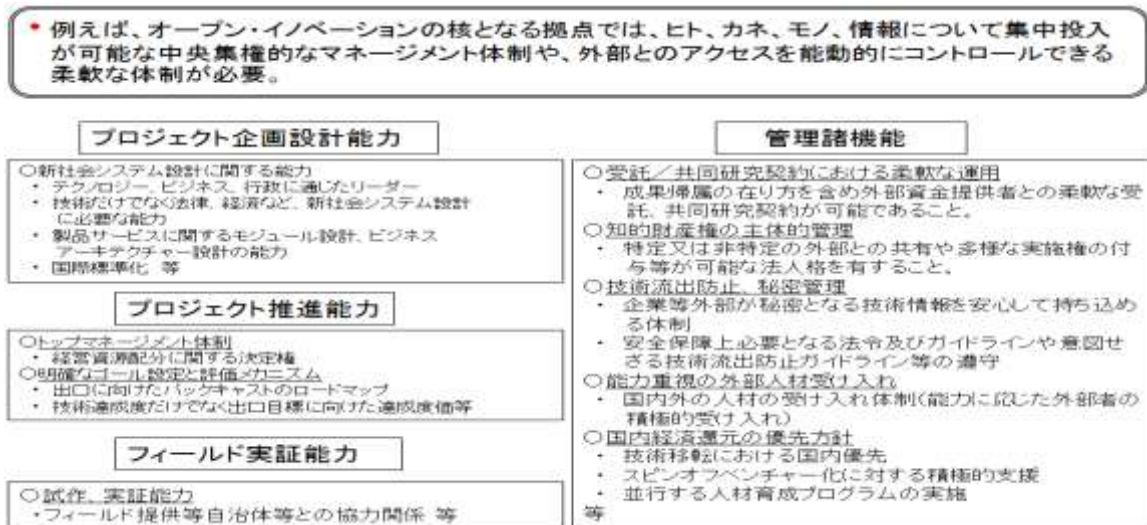 • 例えば、オープン・イノベーションの核となる拠点では、ヒト、カネ、モノ、情報について集中投入
が可能な中央集権的なマネージメント体制や、外部とのアクセスを能動的にコントロールできる
柔軟な体制が必要。
プロジェクト企画設計能力
○新社会システム設計に関する能力
・ テクノロジー、ビジネス、行政に通じたリーダー
・ 技術だけでなく法律、経済など、新社会システム設計
に必要な能力
・ 製品サービスに関するモジュール設計、ビジネス
アーキテクチャー設計の能力
・ 国際標準化 等
プロジェクト推進能力
○トップマネージメント体制
・ 経営資源配分に関する決定権
○明確なゴール設定と評価メカニズム
・ 出口に向けたバックキャストのロードマップ
・ 技術達成度だけでなく出口目標に向けた達成度価等
フィールド実証能力
○試作、実証能力
・フィールド提供等自治体等との協力関係 等
管理諸機能
○受託／共同研究契約における柔軟な運用
・ 成果帰属の在り方を含め外部資金提供者との柔軟な受
託、共同研究契約が可能であること。
○知的財産権の主体的管理
・ 特定又は非特定の外部との共有や多様な実施権の付
与等が可能な法人格を有すること。
○技術流出防止、秘密管理
・ 企業等外部が秘密となる技術情報を安心して持ち込め
る体制
・ 安全保障上必要となる法令及びガイドラインや意図せ
ざる技術流出防止ガイドライン等の遵守
○能力重視の外部人材受け入れ
・ 国内外の人材の受け入れ体制(能力に応じた外部者の
積極的受け入れ)
○国内経済還元の優先方針
・ 技術移転における国内優先
・ スピンオフベンチャー化に対する積極的支援
・ 並行する人材育成プログラムの実施
等